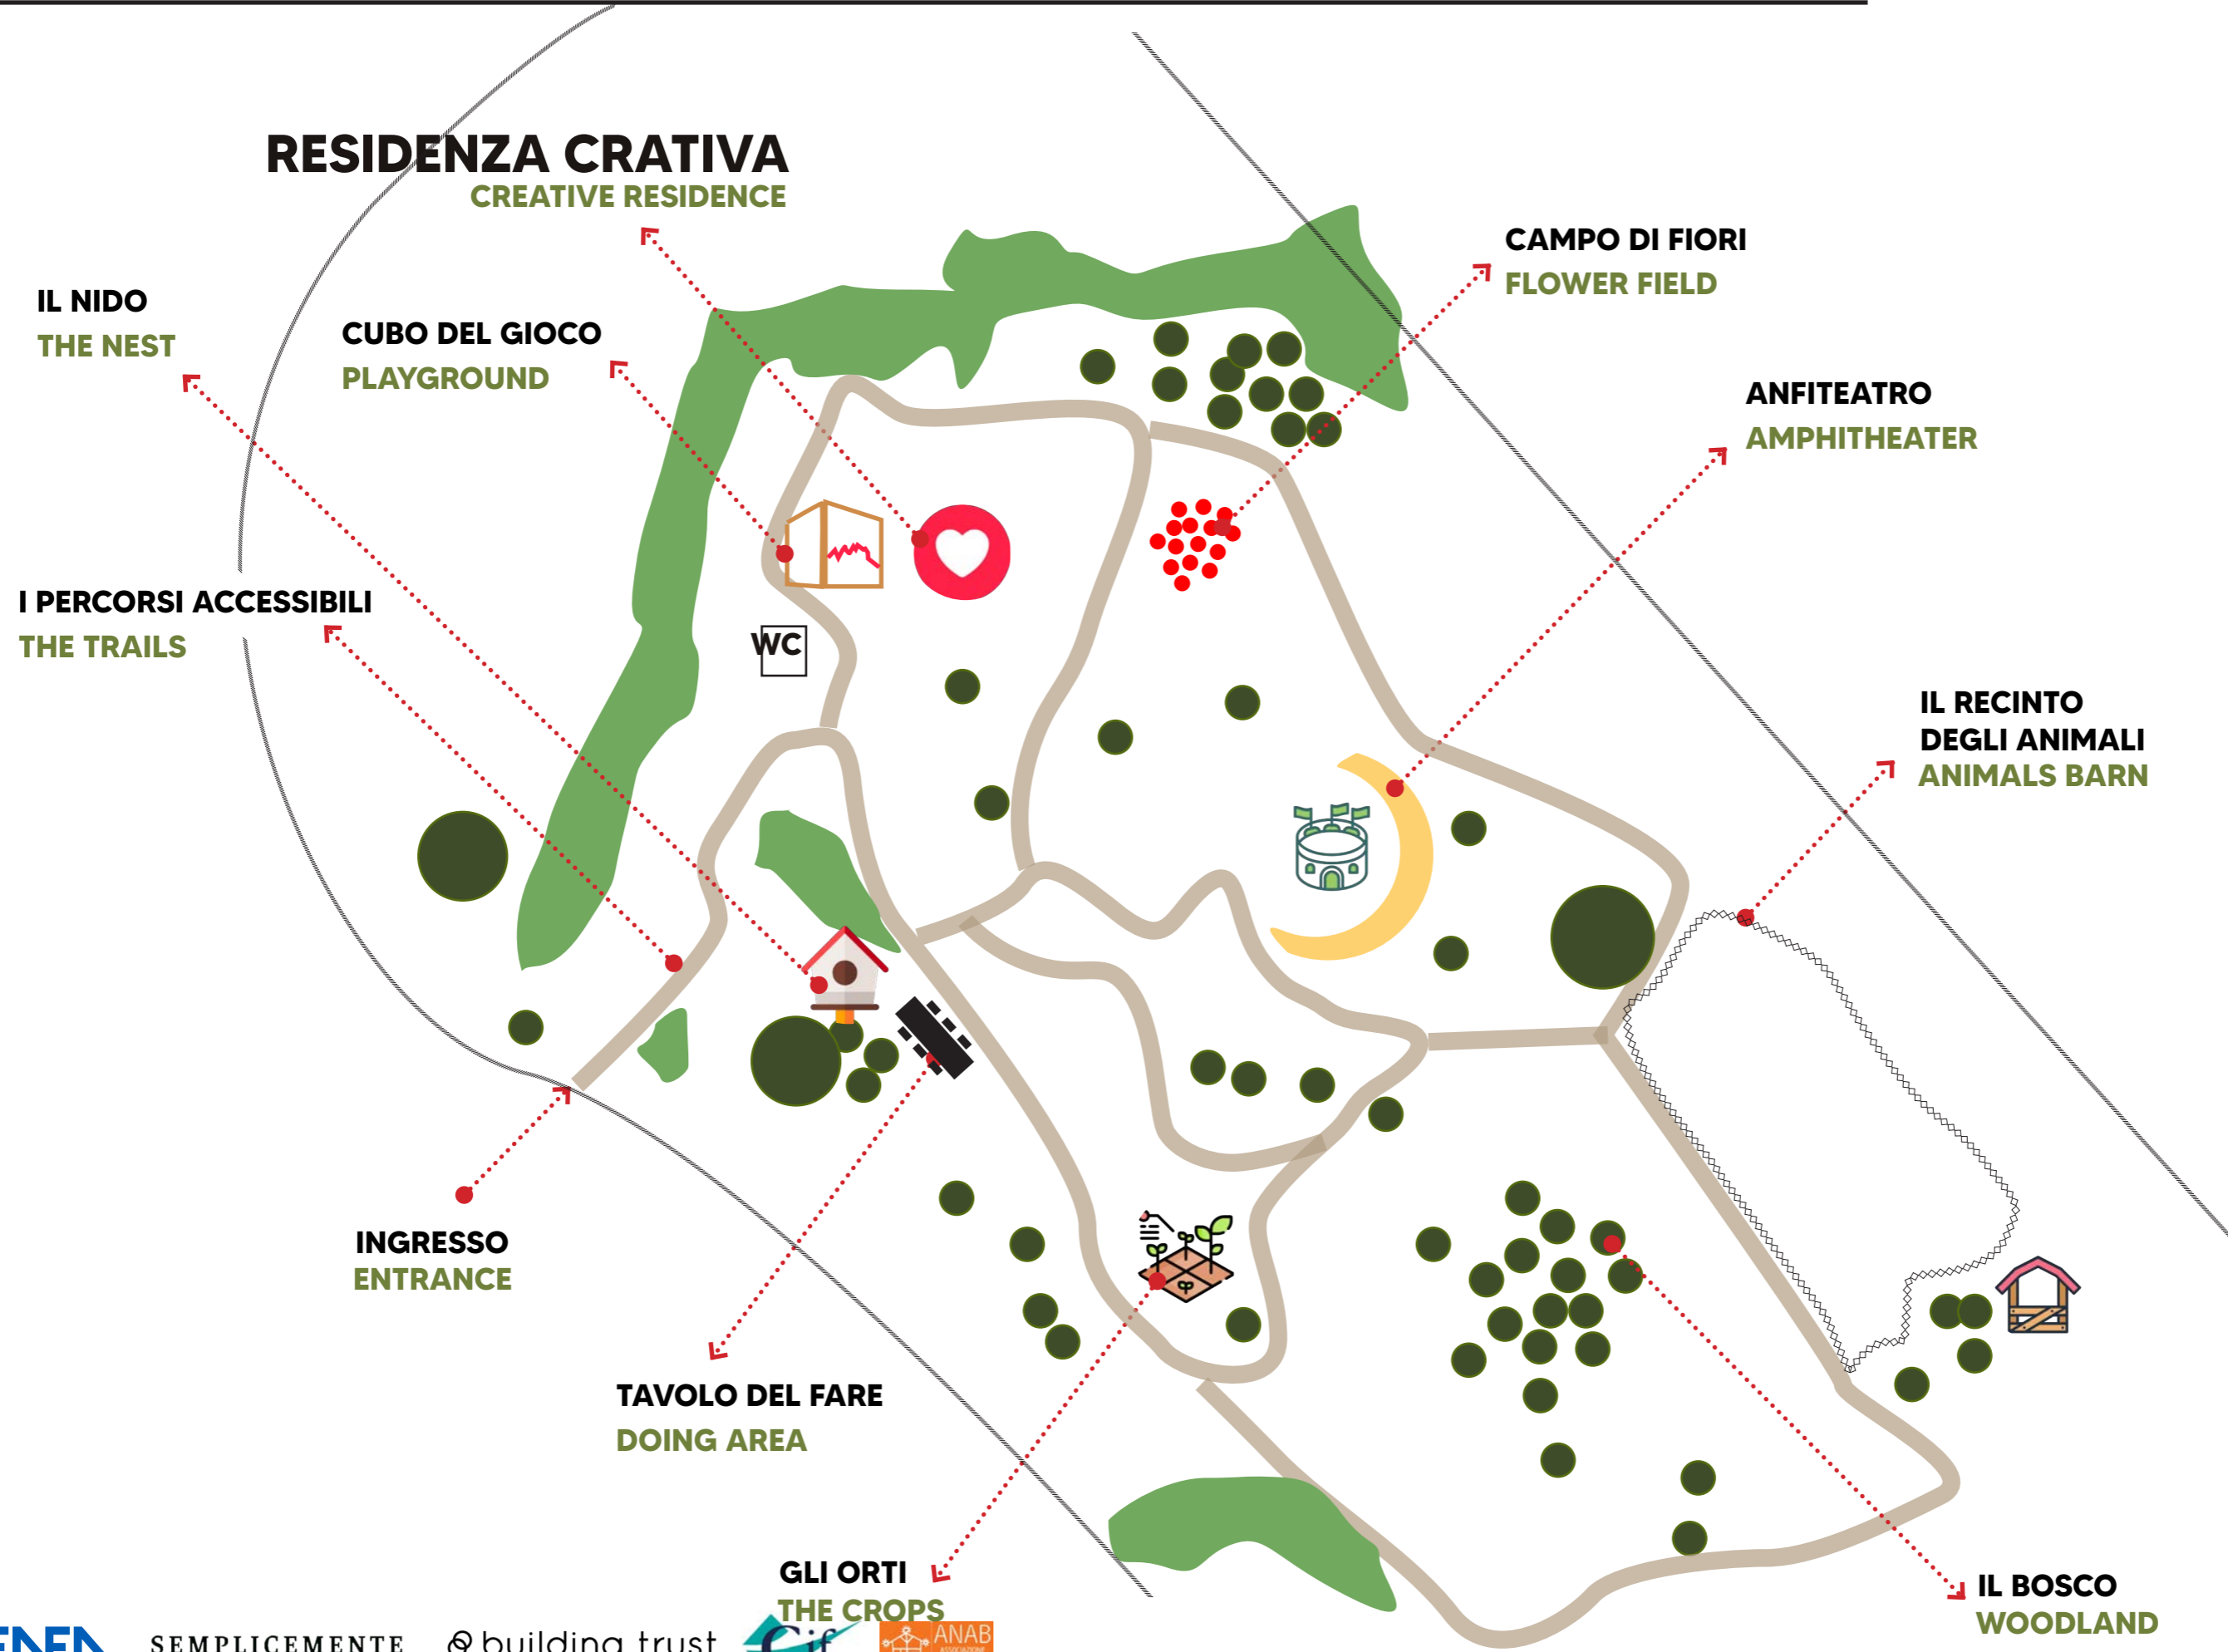 RESIDENZA CRATIVA
CREATIVE RESIDENCE
CAMPO DI FIORI
FLOWER FIELD
IL NIDO
THE NEST
CUBO DEL GIOCO
PLAYGROUND
ANFITEATRO
AMPHITHEATER
I PERCORSI ACCESSIBILI
THE TRAILS
WC
IL RECINTO
DEGLI ANIMALI
ANIMALS BARN
INGRESSO
ENTRANCE
TAVOLO DEL FARE
DOING AREA
GLI ORTI
THE CROPS
IL BOSCO
WOODLAND
SEMPLICEMENTE
building trust
Cif
ANAB